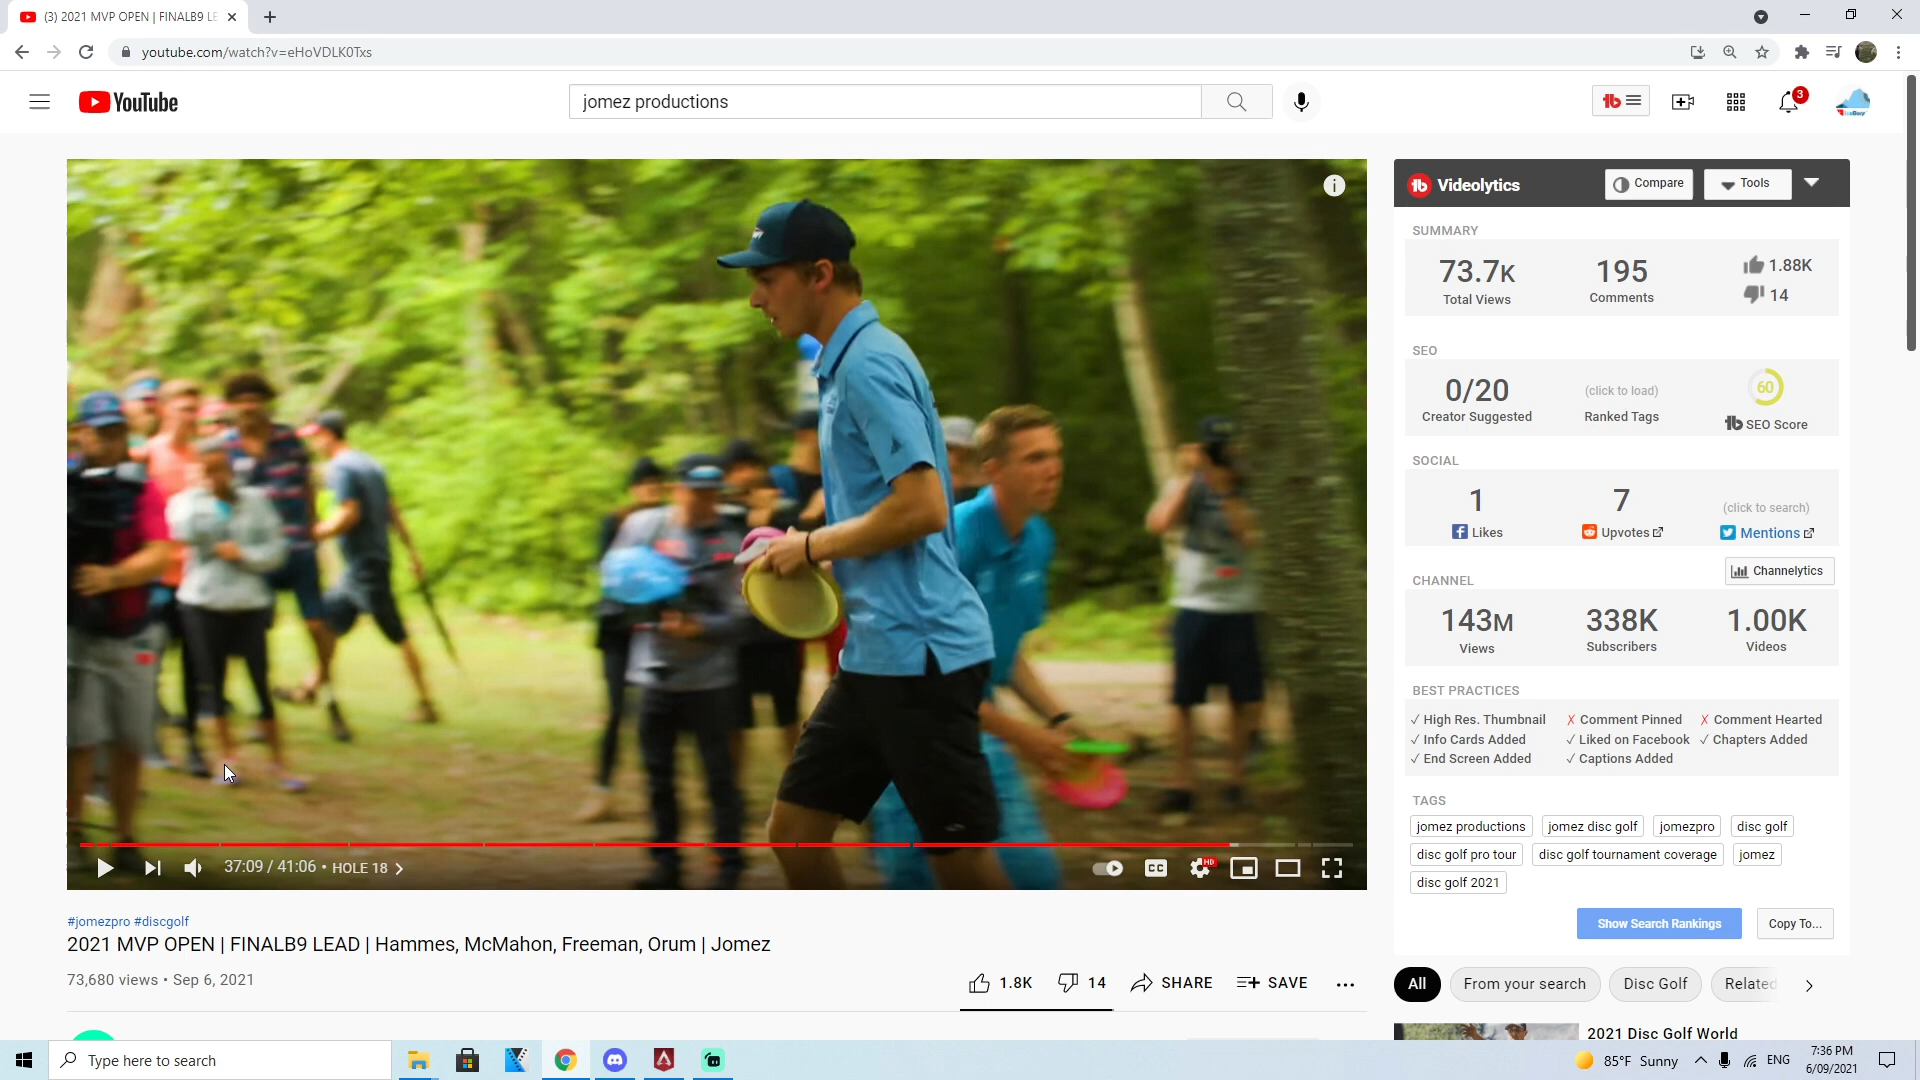 (3) 2021 MVP OPEN | FINALB9 LE
youtube.com/watch?v=eHoVDLK0Txs
YouTube
jomez productions
3
Videolytics
Compare
Tools
SUMMARY
73.7K
195
1.88K
Total Views
Comments
14
SEO
0/20
(click to load)
60
Creator Suggested
Ranked Tags
SEO Score
SOCIAL
1
7
(click to search)
Likes
Upvotes
Mentions
CHANNEL
Channelytics
143M
338K
1.00K
Views
Subscribers
Videos
BEST PRACTICES
✓ High Res. Thumbnail
✗ Comment Pinned
✗ Comment Hearted
✓ Info Cards Added
✓ Liked on Facebook
✓ Chapters Added
✓ End Screen Added
✓ Captions Added
TAGS
jomez productions
jomez disc golf
jomezpro
disc golf
disc golf pro tour
disc golf tournament coverage
jomez
disc golf 2021
Show Search Rankings
Copy To...
37:09 / 41:06 • HOLE 18
CC
HD
#jomezpro #discgolf
2021 MVP OPEN | FINALB9 LEAD | Hammes, McMahon, Freeman, Orum | Jomez
73,680 views • Sep 6, 2021
1.8K
14
SHARE
SAVE
All
From your search
Disc Golf
Related
2021 Disc Golf World
Type here to search
85°F Sunny
ENG
7:36 PM
6/09/2021